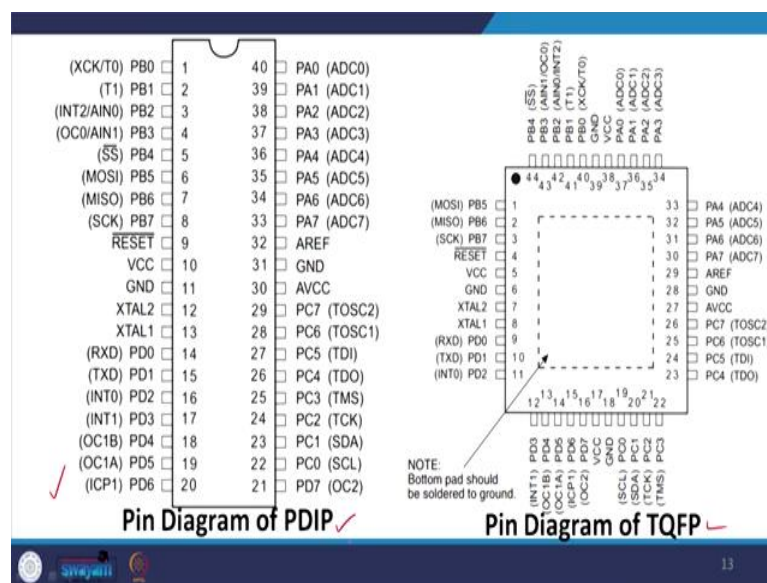 (XCK/T0) PB0 1 40 PA0 (ADC0)
(T1) PB1 2 39 PA1 (ADC1)
(INT2/AIN0) PB2 3 38 PA2 (ADC2)
(OC0/AIN1) PB3 4 37 PA3 (ADC3)
(SS) PB4 5 36 PA4 (ADC4)
(MOSI) PB5 6 35 PA5 (ADC5)
(MISO) PB6 7 34 PA6 (ADC6)
(SCK) PB7 8 33 PA7 (ADC7)
RESET 9 32 AREF
VCC 10 31 GND
GND 11 30 AVCC
XTAL2 12 29 PC7 (TOSC2)
XTAL1 13 28 PC6 (TOSC1)
(RXD) PD0 14 27 PC5 (TDI)
(TXD) PD1 15 26 PC4 (TDO)
(INT0) PD2 16 25 PC3 (TMS)
(INT1) PD3 17 24 PC2 (TCK)
(OC1B) PD4 18 23 PC1 (SDA)
(OC1A) PD5 19 22 PC0 (SCL)
(ICP1) PD6 20 21 PD7 (OC2)
Pin Diagram of PDIP
PB4 (SS)
PB3 (AIN1/OC0)
PB2 (AIN0/INT2)
PB1 (T1)
PB0 (XCK/T0)
GND
VCC
PA0 (ADC0)
PA1 (ADC1)
PA2 (ADC2)
PA3 (ADC3)
44 43 42 41 40 39 38 37 36 35 34
(MOSI) PB5 1 33 PA4 (ADC4)
(MISO) PB6 2 32 PA5 (ADC5)
(SCK) PB7 3 31 PA6 (ADC6)
RESET 4 30 PA7 (ADC7)
VCC 5 29 AREF
GND 6 28 GND
XTAL2 7 27 AVCC
XTAL1 8 26 PC7 (TOSC2
(RXD) PD0 9 25 PC6 (TOSC1
(TXD) PD1 10 24 PC5 (TDI)
(INT0) PD2 11 23 PC4 (TDO)
12 13 14 15 16 17 18 19 20 21 22
(INT1) PD3
(OC1B) PD4
(OC1A) PD5
(ICP1) PD6
(OC2) PD7
VCC
GND
(SCL) PC0
(SDA) PC1
(TCK) PC2
(TMS) PC3
NOTE:
Bottom pad should
be soldered to ground.
Pin Diagram of TQFP
swayam
13